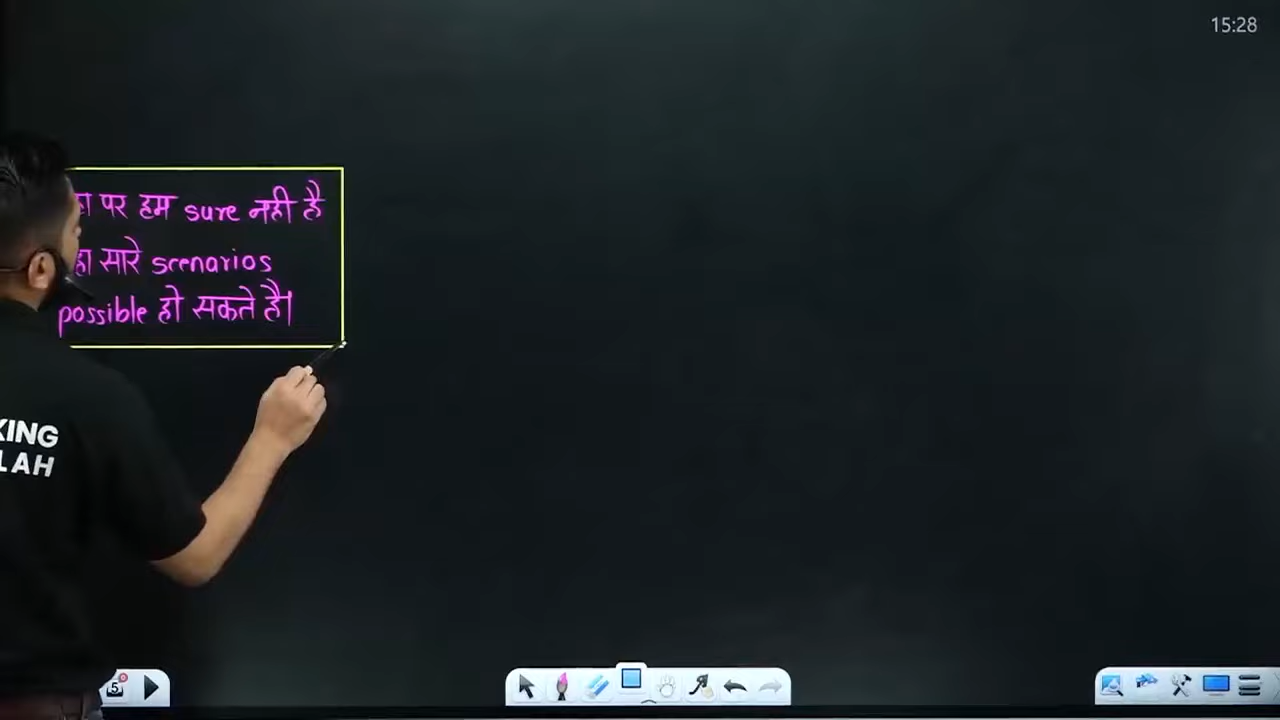 15:28
पर हम sure नही है
सारे scenarios
possible हो सकते है।
KING
LAH